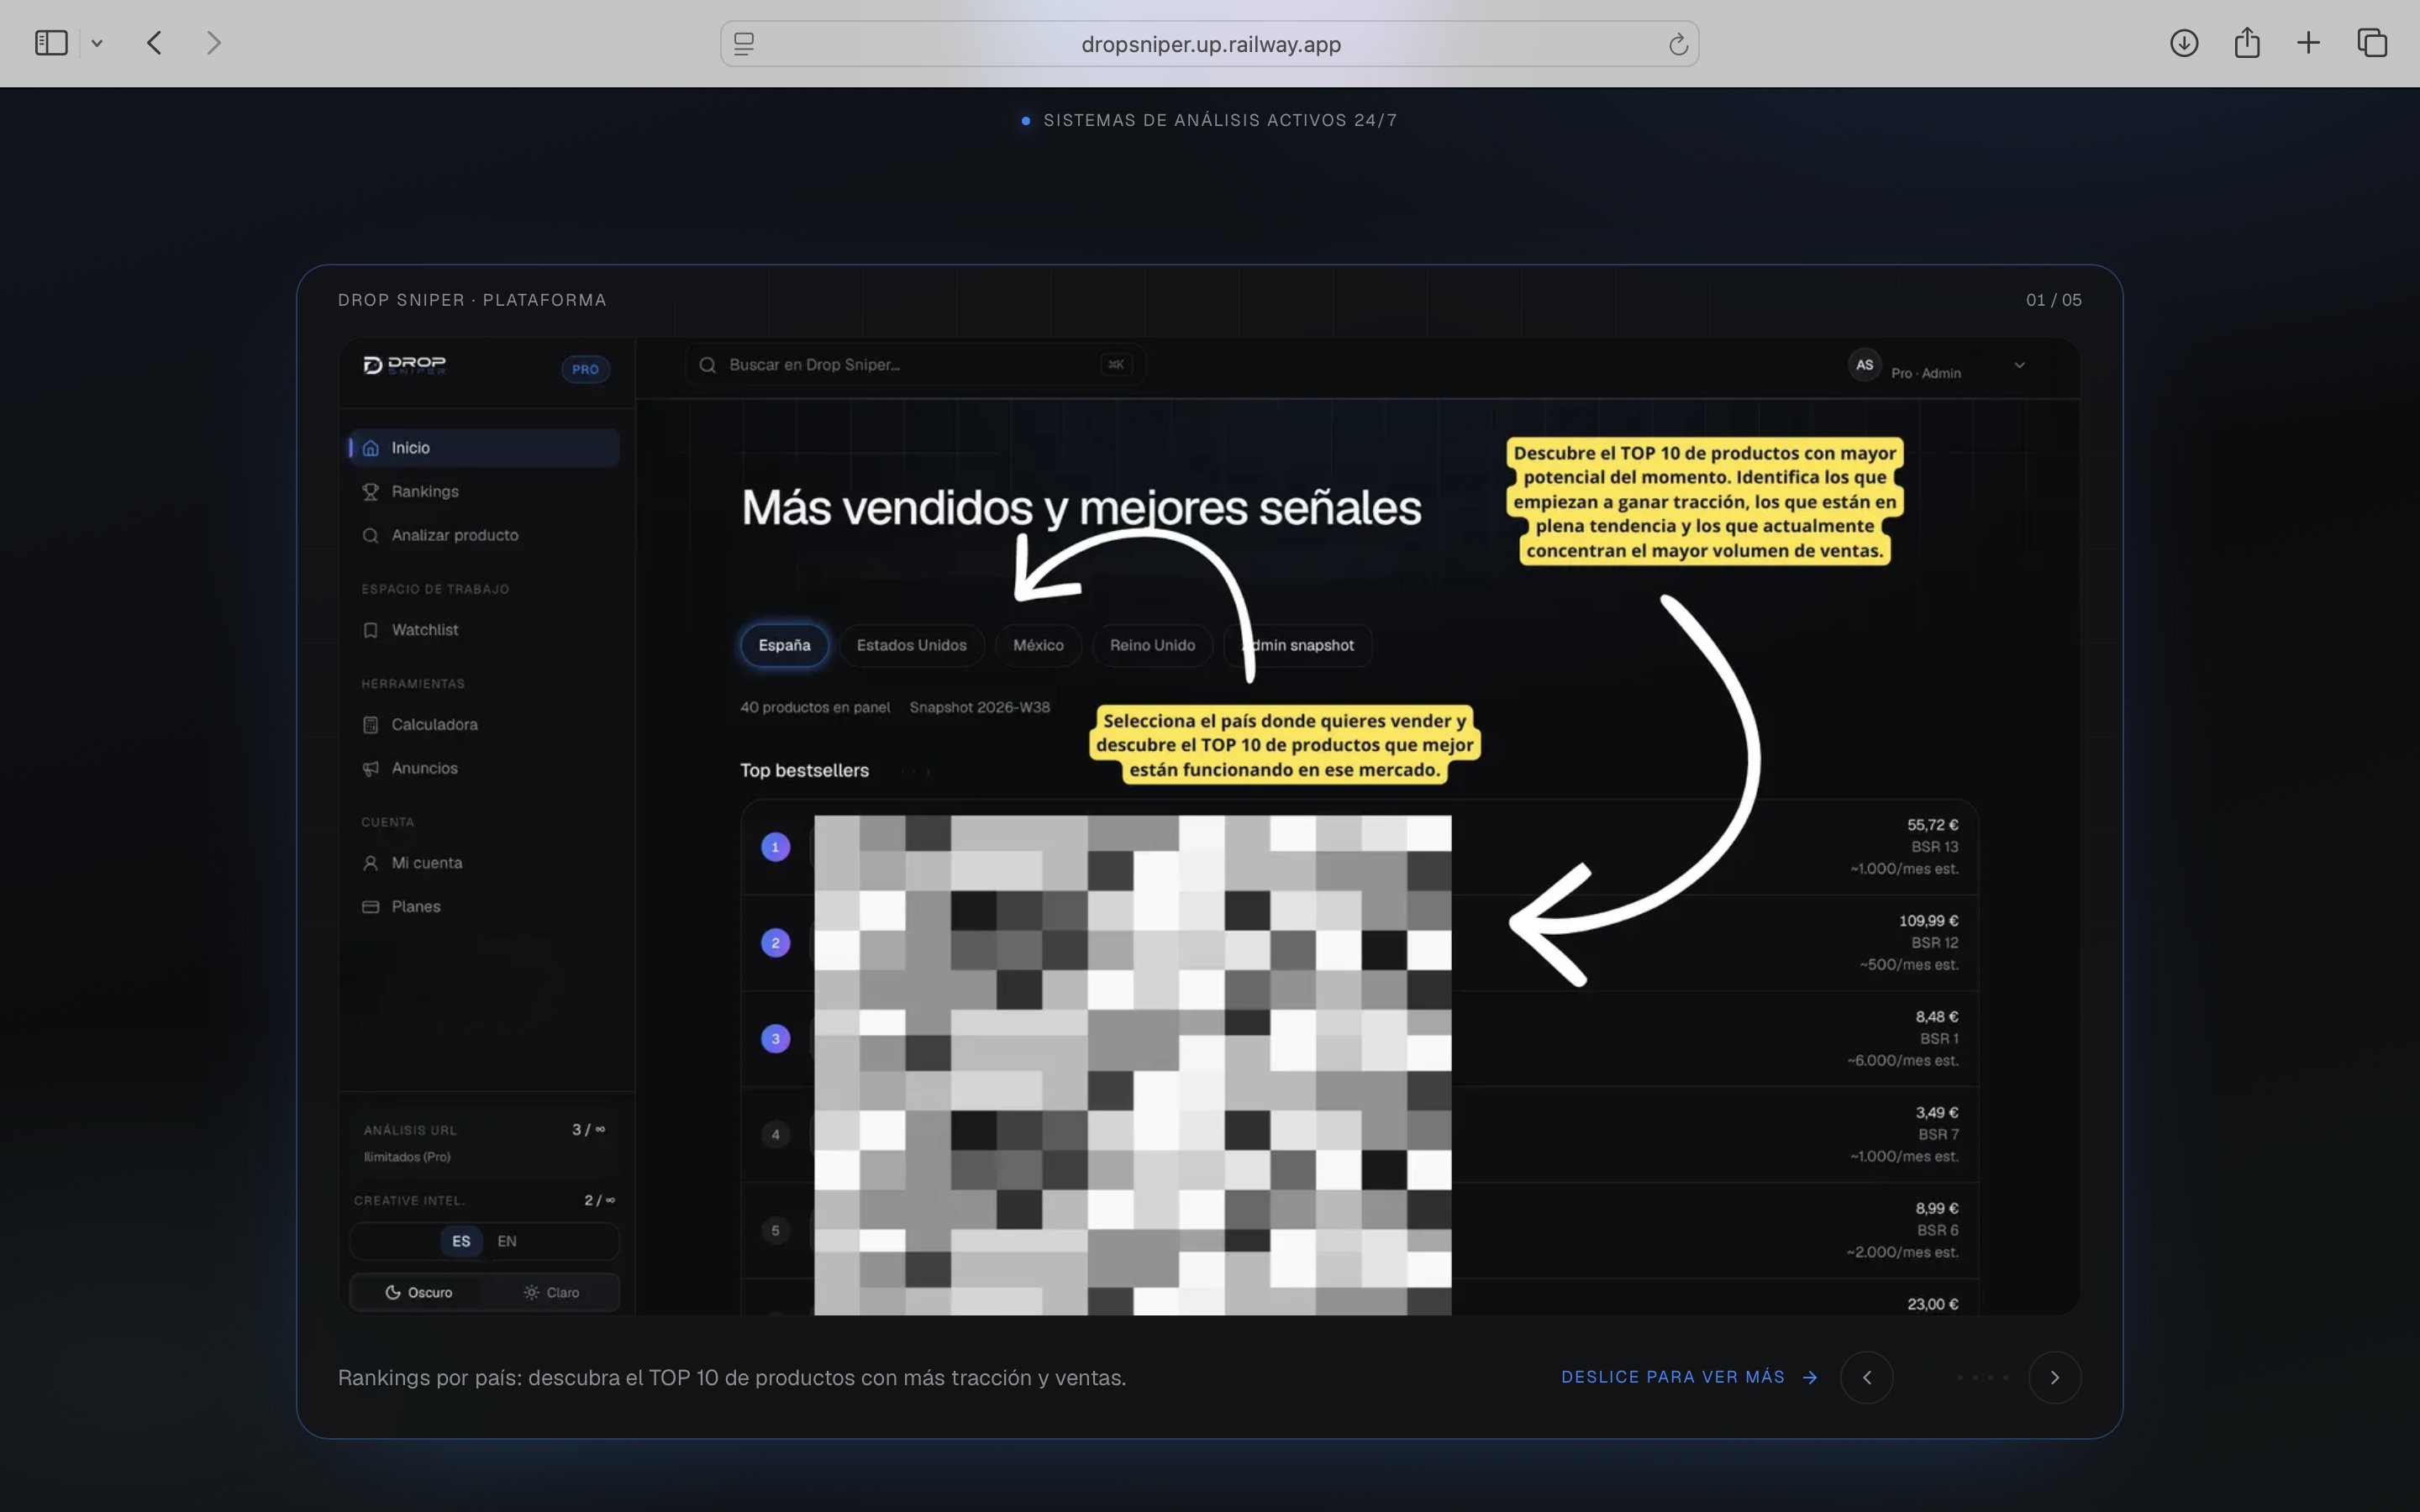 dropsniper.up.railway.app
SISTEMAS DE ANÁLISIS ACTIVOS 24/7
DROP SNIPER · PLATAFORMA
01 / 05
DROP
SNIPER
PRO
Buscar en Drop Sniper...
⌘K
AS
Pro · Admin
Inicio
Rankings
Analizar producto
ESPACIO DE TRABAJO
Watchlist
HERRAMIENTAS
Calculadora
Anuncios
CUENTA
Mi cuenta
Planes
ANÁLISIS URL
3 / ∞
Ilimitados (Pro)
CREATIVE INTEL.
2 / ∞
ES
EN
Oscuro
Claro
Más vendidos y mejores señales
Descubre el TOP 10 de productos con mayor
potencial del momento. Identifica los que
empiezan a ganar tracción, los que están en
plena tendencia y los que actualmente
concentran el mayor volumen de ventas.
España
Estados Unidos
México
Reino Unido
Admin snapshot
40 productos en panel
Snapshot 2026-W38
Selecciona el país donde quieres vender y
descubre el TOP 10 de productos que mejor
están funcionando en ese mercado.
Top bestsellers
1
55,72 €
BSR 13
~1.000/mes est.
2
109,99 €
BSR 12
~500/mes est.
3
8,48 €
BSR 1
~6.000/mes est.
4
3,49 €
BSR 7
~1.000/mes est.
5
8,99 €
BSR 6
~2.000/mes est.
23,00 €
Rankings por país: descubra el TOP 10 de productos con más tracción y ventas.
DESLICE PARA VER MÁS →